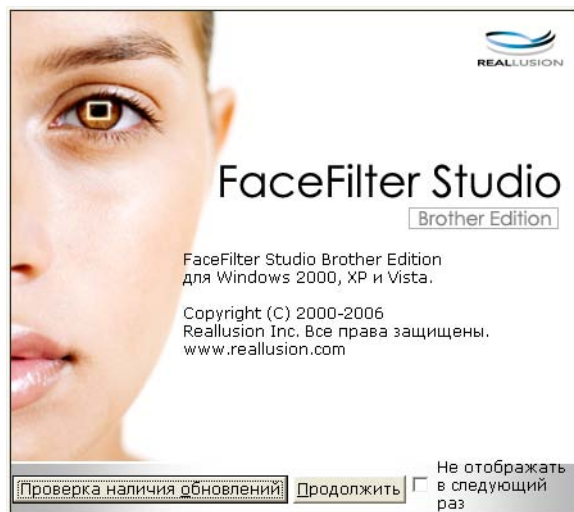 REALLUSION
FaceFilter Studio
Brother Edition
FaceFilter Studio Brother Edition
для Windows 2000, XP и Vista.
Copyright (C) 2000-2006
Reallusion Inc. Все права защищены.
www.reallusion.com
Проверка наличия обновлений
Продолжить
Не отображать
в следующий
раз